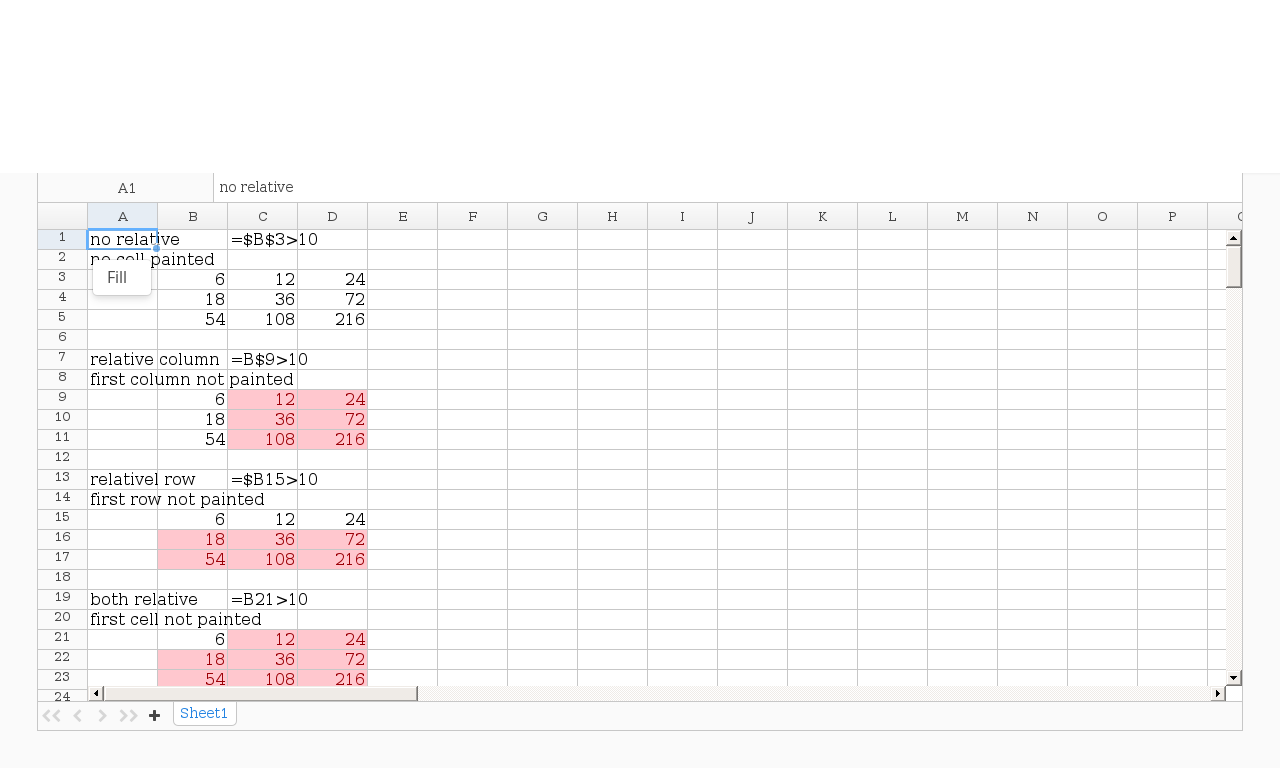 A1 no relative
A B C D E F G H I J K L M N O P
1 no relative =$B$3>10
2 no cell painted
Fill
3 6 12 24
4 18 36 72
5 54 108 216
6
7 relative column =B$9>10
8 first column not painted
9 6 12 24
10 18 36 72
11 54 108 216
12
13 relativel row =$B15>10
14 first row not painted
15 6 12 24
16 18 36 72
17 54 108 216
18
19 both relative =B21>10
20 first cell not painted
21 6 12 24
22 18 36 72
23 54 108 216
24
Sheet1